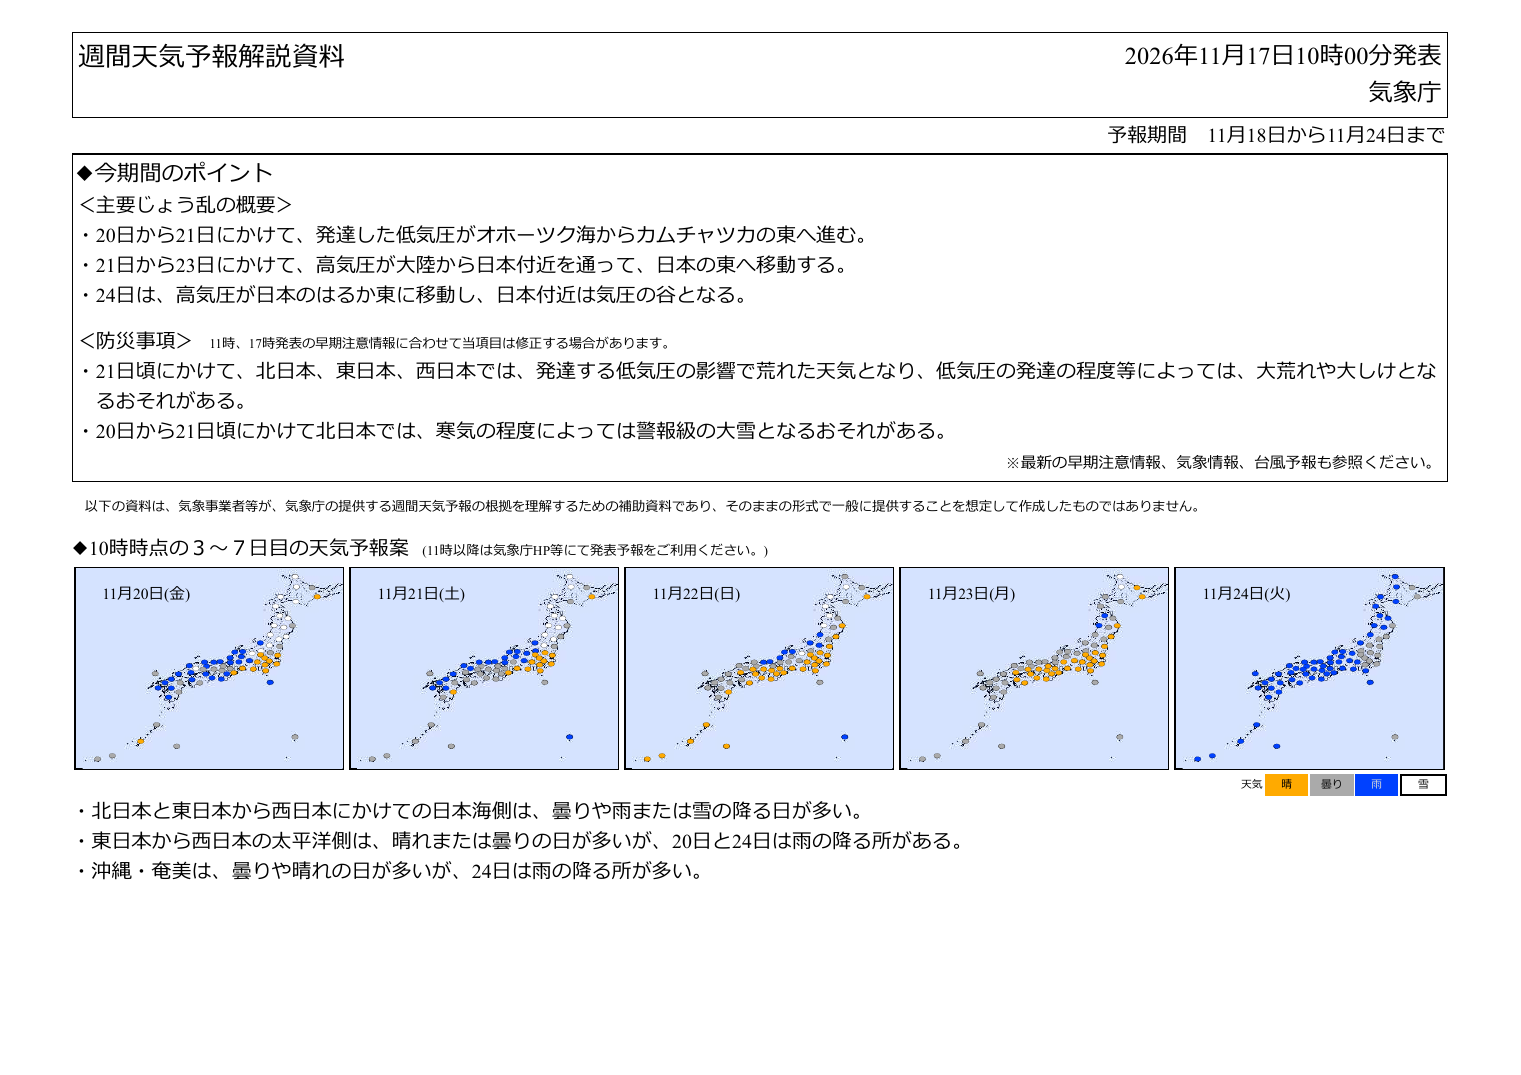 週間天気予報解説資料
2026年11月17日10時00分発表
気象庁
予報期間　11月18日から11月24日まで
◆今期間のポイント
＜主要じょう乱の概要＞
・20日から21日にかけて、発達した低気圧がオホーツク海からカムチャツカの東へ進む。
・21日から23日にかけて、高気圧が大陸から日本付近を通って、日本の東へ移動する。
・24日は、高気圧が日本のはるか東に移動し、日本付近は気圧の谷となる。
＜防災事項＞　11時、17時発表の早期注意情報に合わせて当項目は修正する場合があります。
・21日頃にかけて、北日本、東日本、西日本では、発達する低気圧の影響で荒れた天気となり、低気圧の発達の程度等によっては、大荒れや大しけとな
るおそれがある。
・20日から21日頃にかけて北日本では、寒気の程度によっては警報級の大雪となるおそれがある。
※最新の早期注意情報、気象情報、台風予報も参照ください。
以下の資料は、気象事業者等が、気象庁の提供する週間天気予報の根拠を理解するための補助資料であり、そのままの形式で一般に提供することを想定して作成したものではありません。
◆10時時点の３～７日目の天気予報案　(11時以降は気象庁HP等にて発表予報をご利用ください。)
11月20日(金)
11月21日(土)
11月22日(日)
11月23日(月)
11月24日(火)
天気 晴 曇り 雨 雪
・北日本と東日本から西日本にかけての日本海側は、曇りや雨または雪の降る日が多い。
・東日本から西日本の太平洋側は、晴れまたは曇りの日が多いが、20日と24日は雨の降る所がある。
・沖縄・奄美は、曇りや晴れの日が多いが、24日は雨の降る所が多い。